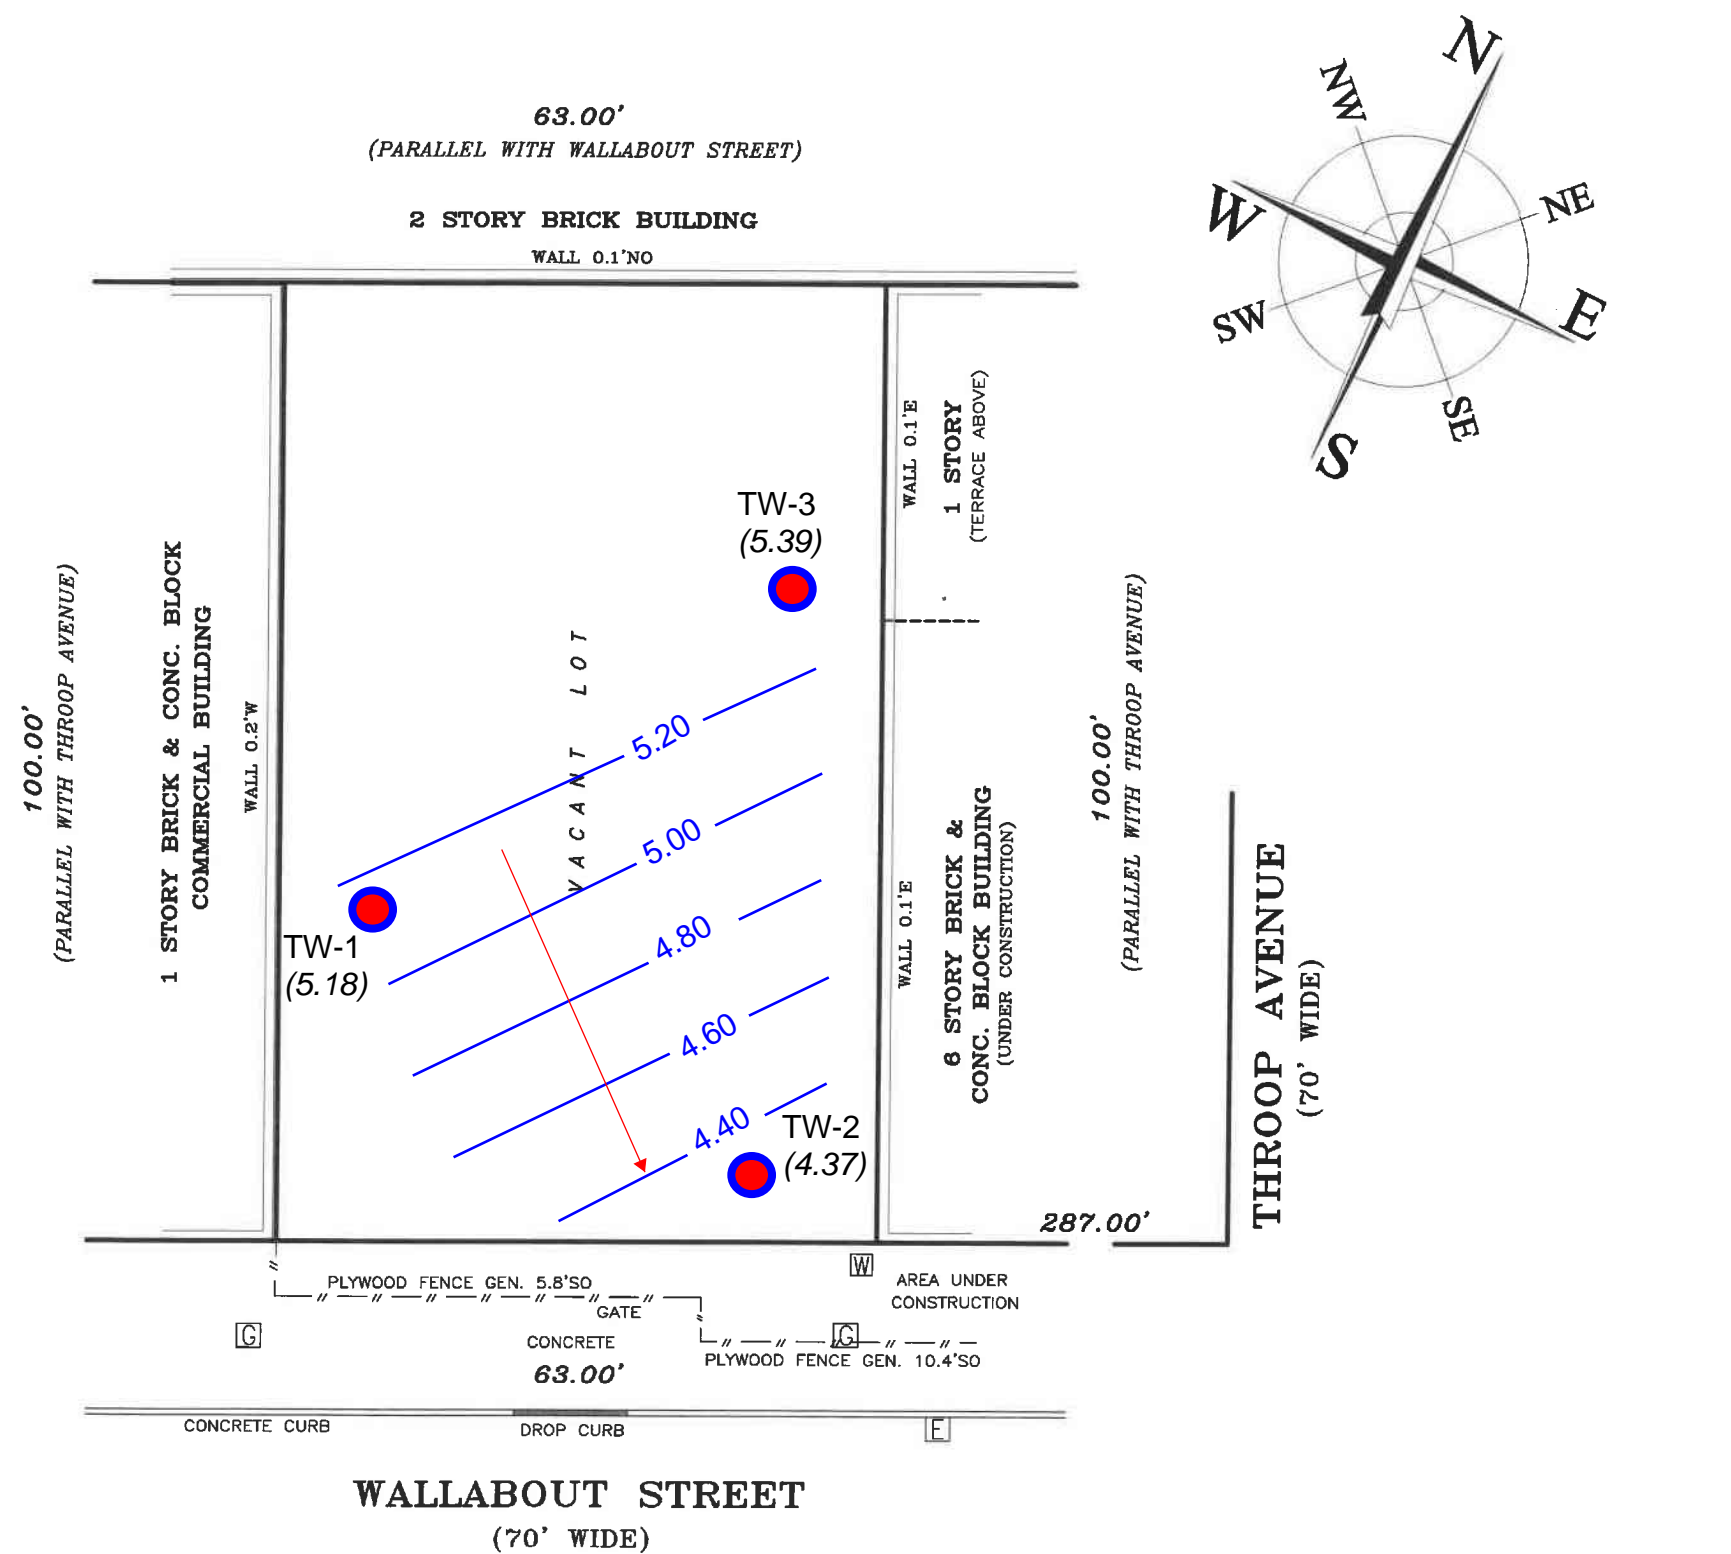 N
NW
NE
W
E
SW
SE
S
63.00'
(PARALLEL WITH WALLABOUT STREET)
2 STORY BRICK BUILDING
WALL 0.1'NO
100.00'
(PARALLEL WITH THROOP AVENUE)
1 STORY BRICK & CONC. BLOCK
COMMERCIAL BUILDING
WALL 0.2'W
VACANT LOT
TW-3
(5.39)
5.20
5.00
4.80
4.60
4.40
TW-1
(5.18)
TW-2
(4.37)
WALL 0.1'E
1 STORY
(TERRACE ABOVE)
WALL 0.1'E
6 STORY BRICK &
CONC. BLOCK BUILDING
(UNDER CONSTRUCTION)
100.00'
(PARALLEL WITH THROOP AVENUE)
THROOP AVENUE
(70' WIDE)
287.00'
W
PLYWOOD FENCE GEN. 5.8'SO
AREA UNDER
CONSTRUCTION
GATE
G
CONCRETE
G
PLYWOOD FENCE GEN. 10.4'SO
63.00'
CONCRETE CURB
DROP CURB
E
WALLABOUT STREET
(70' WIDE)